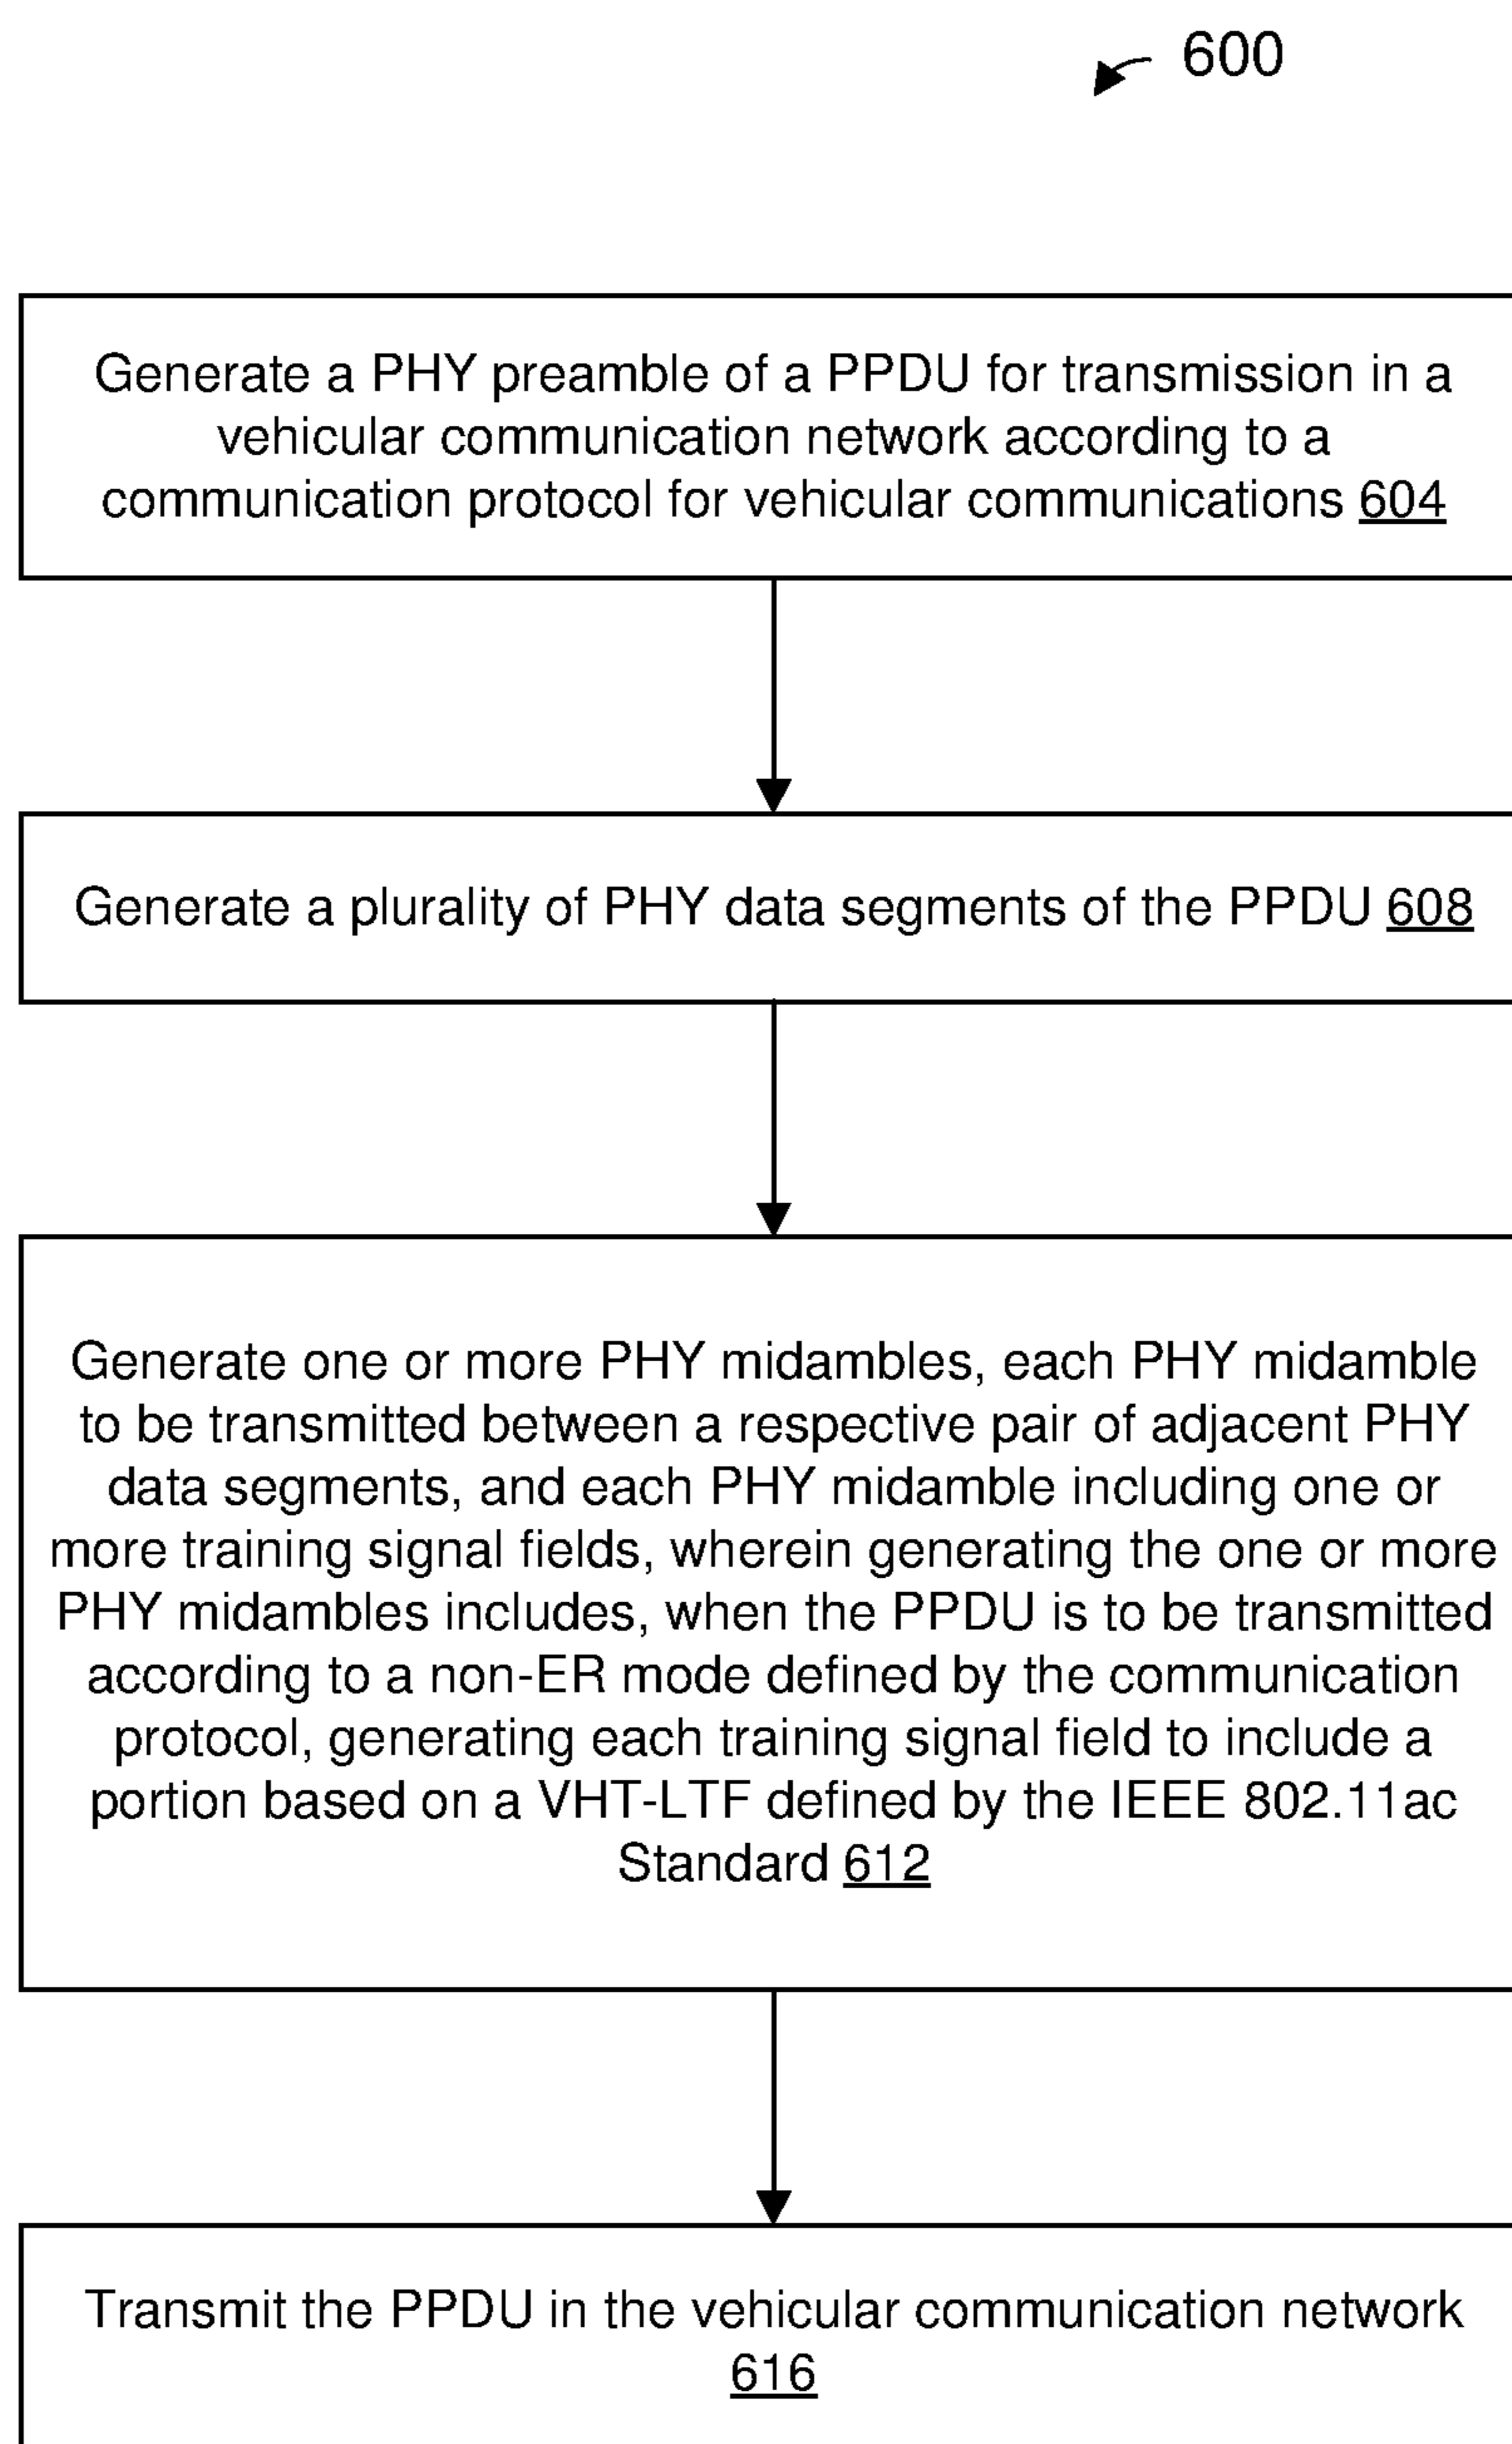 600
Generate a PHY preamble of a PPDU for transmission in a
vehicular communication network according to a
communication protocol for vehicular communications 604
Generate a plurality of PHY data segments of the PPDU 608
Generate one or more PHY midambles, each PHY midamble
to be transmitted between a respective pair of adjacent PHY
data segments, and each PHY midamble including one or
more training signal fields, wherein generating the one or more
PHY midambles includes, when the PPDU is to be transmitted
according to a non-ER mode defined by the communication
protocol, generating each training signal field to include a
portion based on a VHT-LTF defined by the IEEE 802.11ac
Standard 612
Transmit the PPDU in the vehicular communication network
616